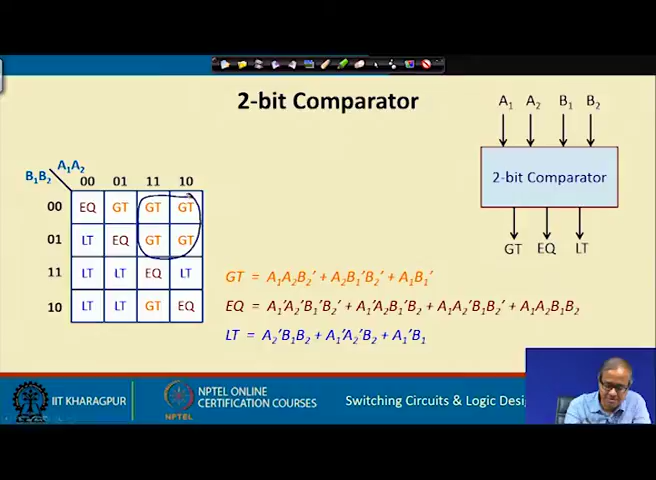 2-bit Comparator
A₁ A₂ B₁ B₂
2-bit Comparator
GT EQ LT
A₁A₂
B₁B₂
00 01 11 10
00 EQ GT GT GT
01 LT EQ GT GT
11 LT LT EQ LT
10 LT LT GT EQ
GT = A₁A₂B₂′ + A₂B₁′B₂′ + A₁B₁′
EQ = A₁′A₂′B₁′B₂′ + A₁′A₂B₁′B₂ + A₁A₂′B₁B₂′ + A₁A₂B₁B₂
LT = A₂′B₁B₂ + A₁′A₂′B₂ + A₁′B₁
IIT KHARAGPUR
NPTEL
NPTEL ONLINE
CERTIFICATION COURSES
Switching Circuits & Logic Desi